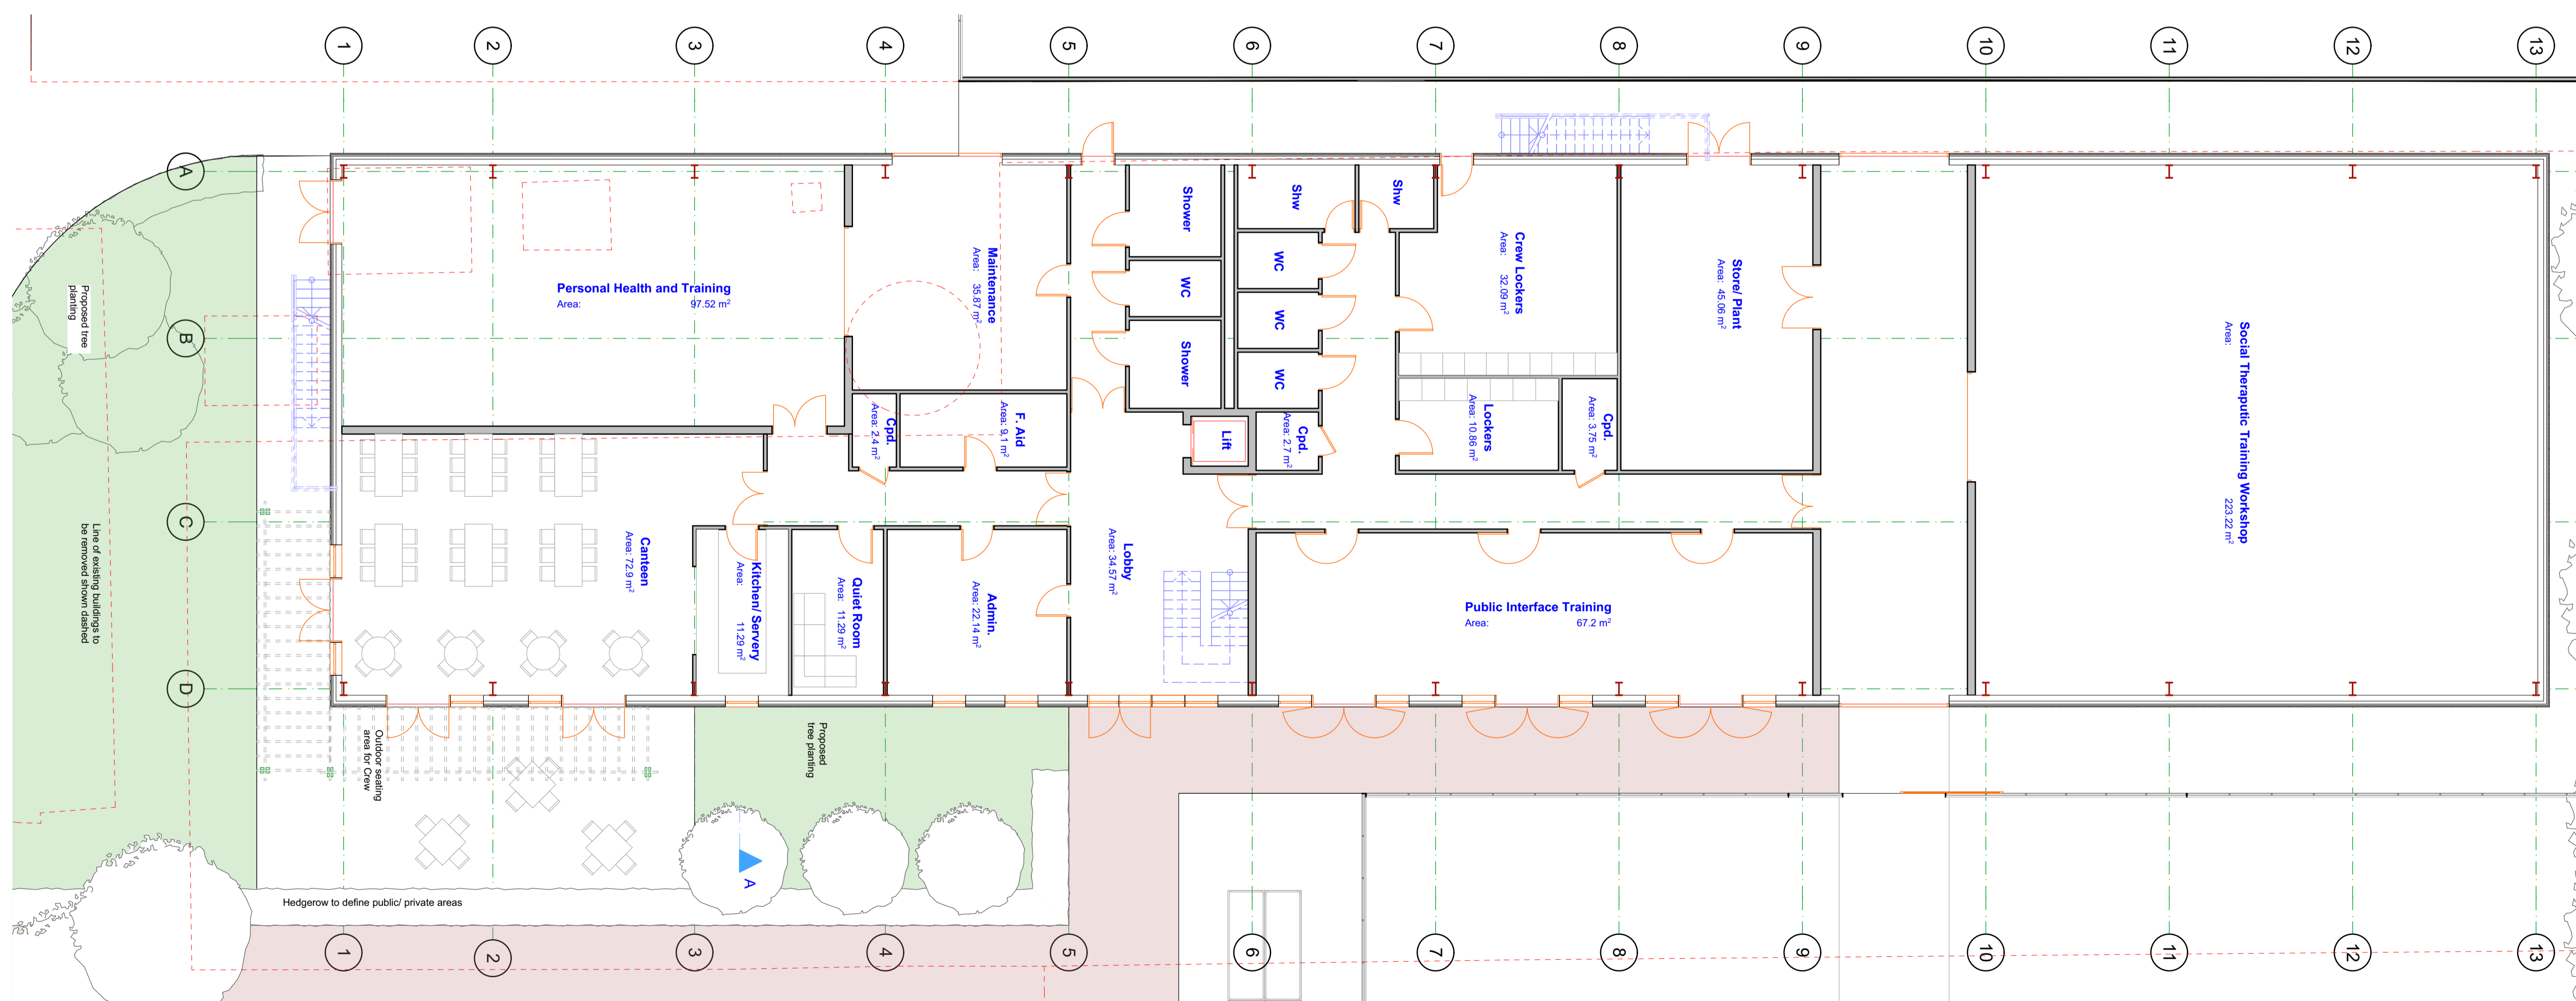 1
2
3
4
5
6
7
8
9
10
11
12
13
A
B
C
D
Personal Health and Training
Area: 97.52 m²
Maintenance
Area: 35.87 m²
Shower
WC
Shower
Shw
Shw
WC
WC
WC
Crew Lockers
Area: 32.09 m²
Store/ Plant
Area: 45.06 m²
Social Theraputic Training Workshop
Area: 223.22 m²
Cpd.
Area: 2.4 m²
F. Aid
Area: 9.1 m²
Lift
Cpd.
Area: 2.7 m²
Lockers
Area: 10.86 m²
Cpd.
Area: 3.75 m²
Canteen
Area: 72.9 m²
Kitchen/ Servery
Area: 11.29 m²
Quiet Room
Area: 11.29 m²
Admin.
Area: 22.14 m²
Lobby
Area: 34.57 m²
Public Interface Training
Area: 67.2 m²
Proposed tree
planting
Line of existing buildings to
be removed shown dashed
Outdoor seating
area for Crew
Proposed
tree planting
A
Hedgerow to define public/ private areas
1
2
3
4
5
6
7
8
9
10
11
12
13